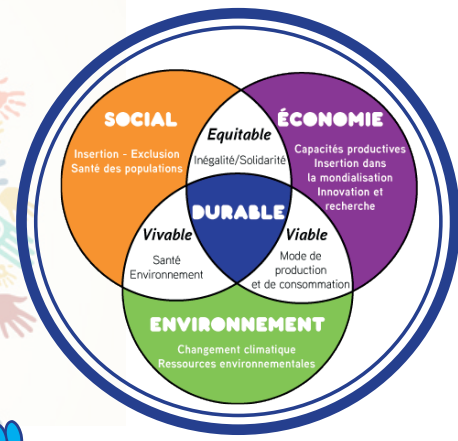 SOCIAL
Insertion - Exclusion
Santé des populations
ÉCONOMIE
Capacités productives
Insertion dans
la mondialisation
Innovation et
recherche
Equitable
Inégalité/Solidarité
DURABLE
Vivable
Santé
Environnement
Viable
Mode de
production
et de consommation
ENVIRONNEMENT
Changement climatique
Ressources environnementales